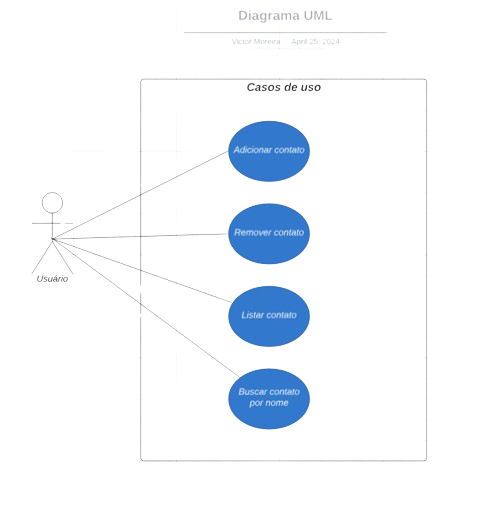 Diagrama UML
Victor Moreira April 25, 2024
Casos de uso
Adicionar contato
Remover contato
Usuário
Listar contato
Buscar contato
por nome